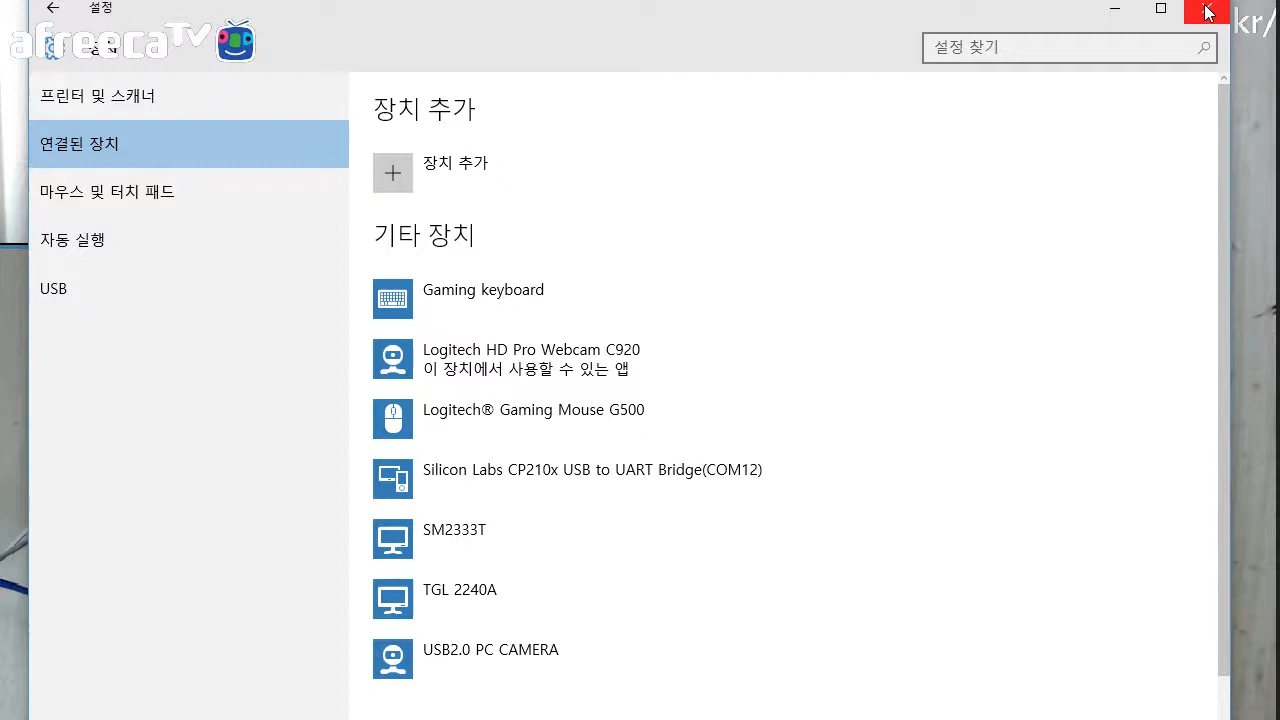 설정
afreecaTV
kr/
설정 찾기
프린터 및 스캐너
연결된 장치
마우스 및 터치 패드
자동 실행
USB
장치 추가
장치 추가
기타 장치
Gaming keyboard
Logitech HD Pro Webcam C920
이 장치에서 사용할 수 있는 앱
Logitech® Gaming Mouse G500
Silicon Labs CP210x USB to UART Bridge(COM12)
SM2333T
TGL 2240A
USB2.0 PC CAMERA